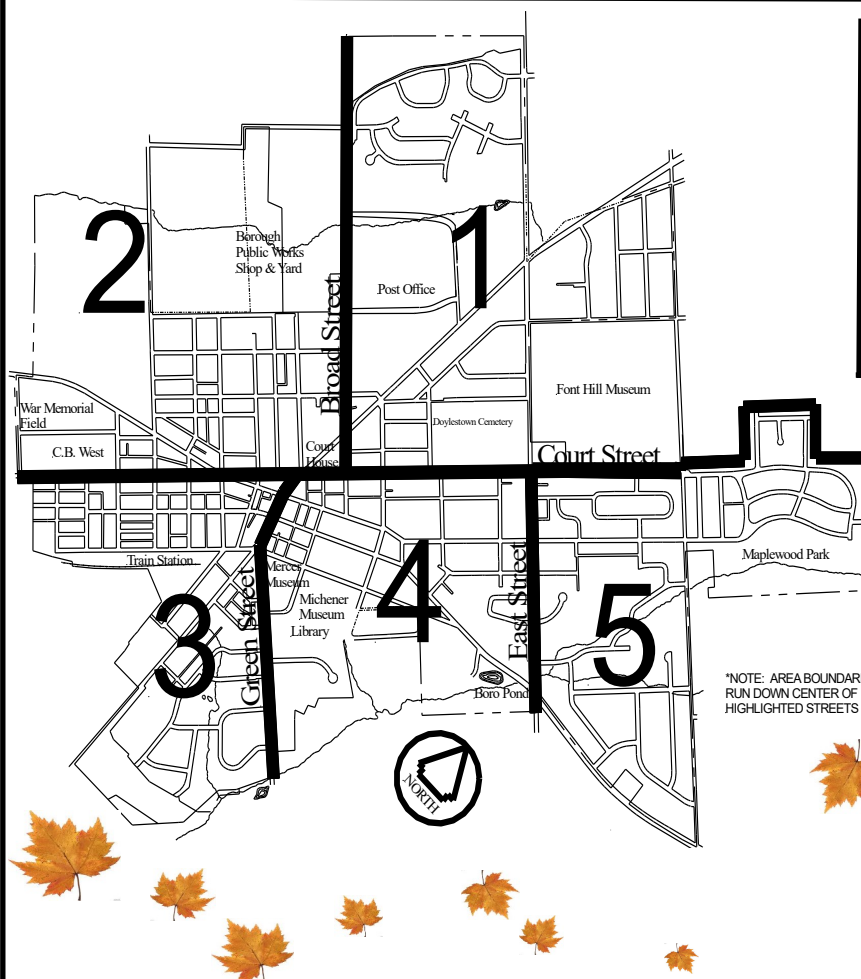 2
1
Borough
Public Works
Shop & Yard
Post Office
Broad Street
War Memorial
Field
C.B. West
Court
House
Doylestown Cemetery
Font Hill Museum
Court Street
Train Station
Mercer
Museum
Michener
Museum
Library
3
Green Street
4
East Street
5
Maplewood Park
Boro Pond
*NOTE: AREA BOUNDAR
RUN DOWN CENTER OF
HIGHLIGHTED STREETS
NORTH